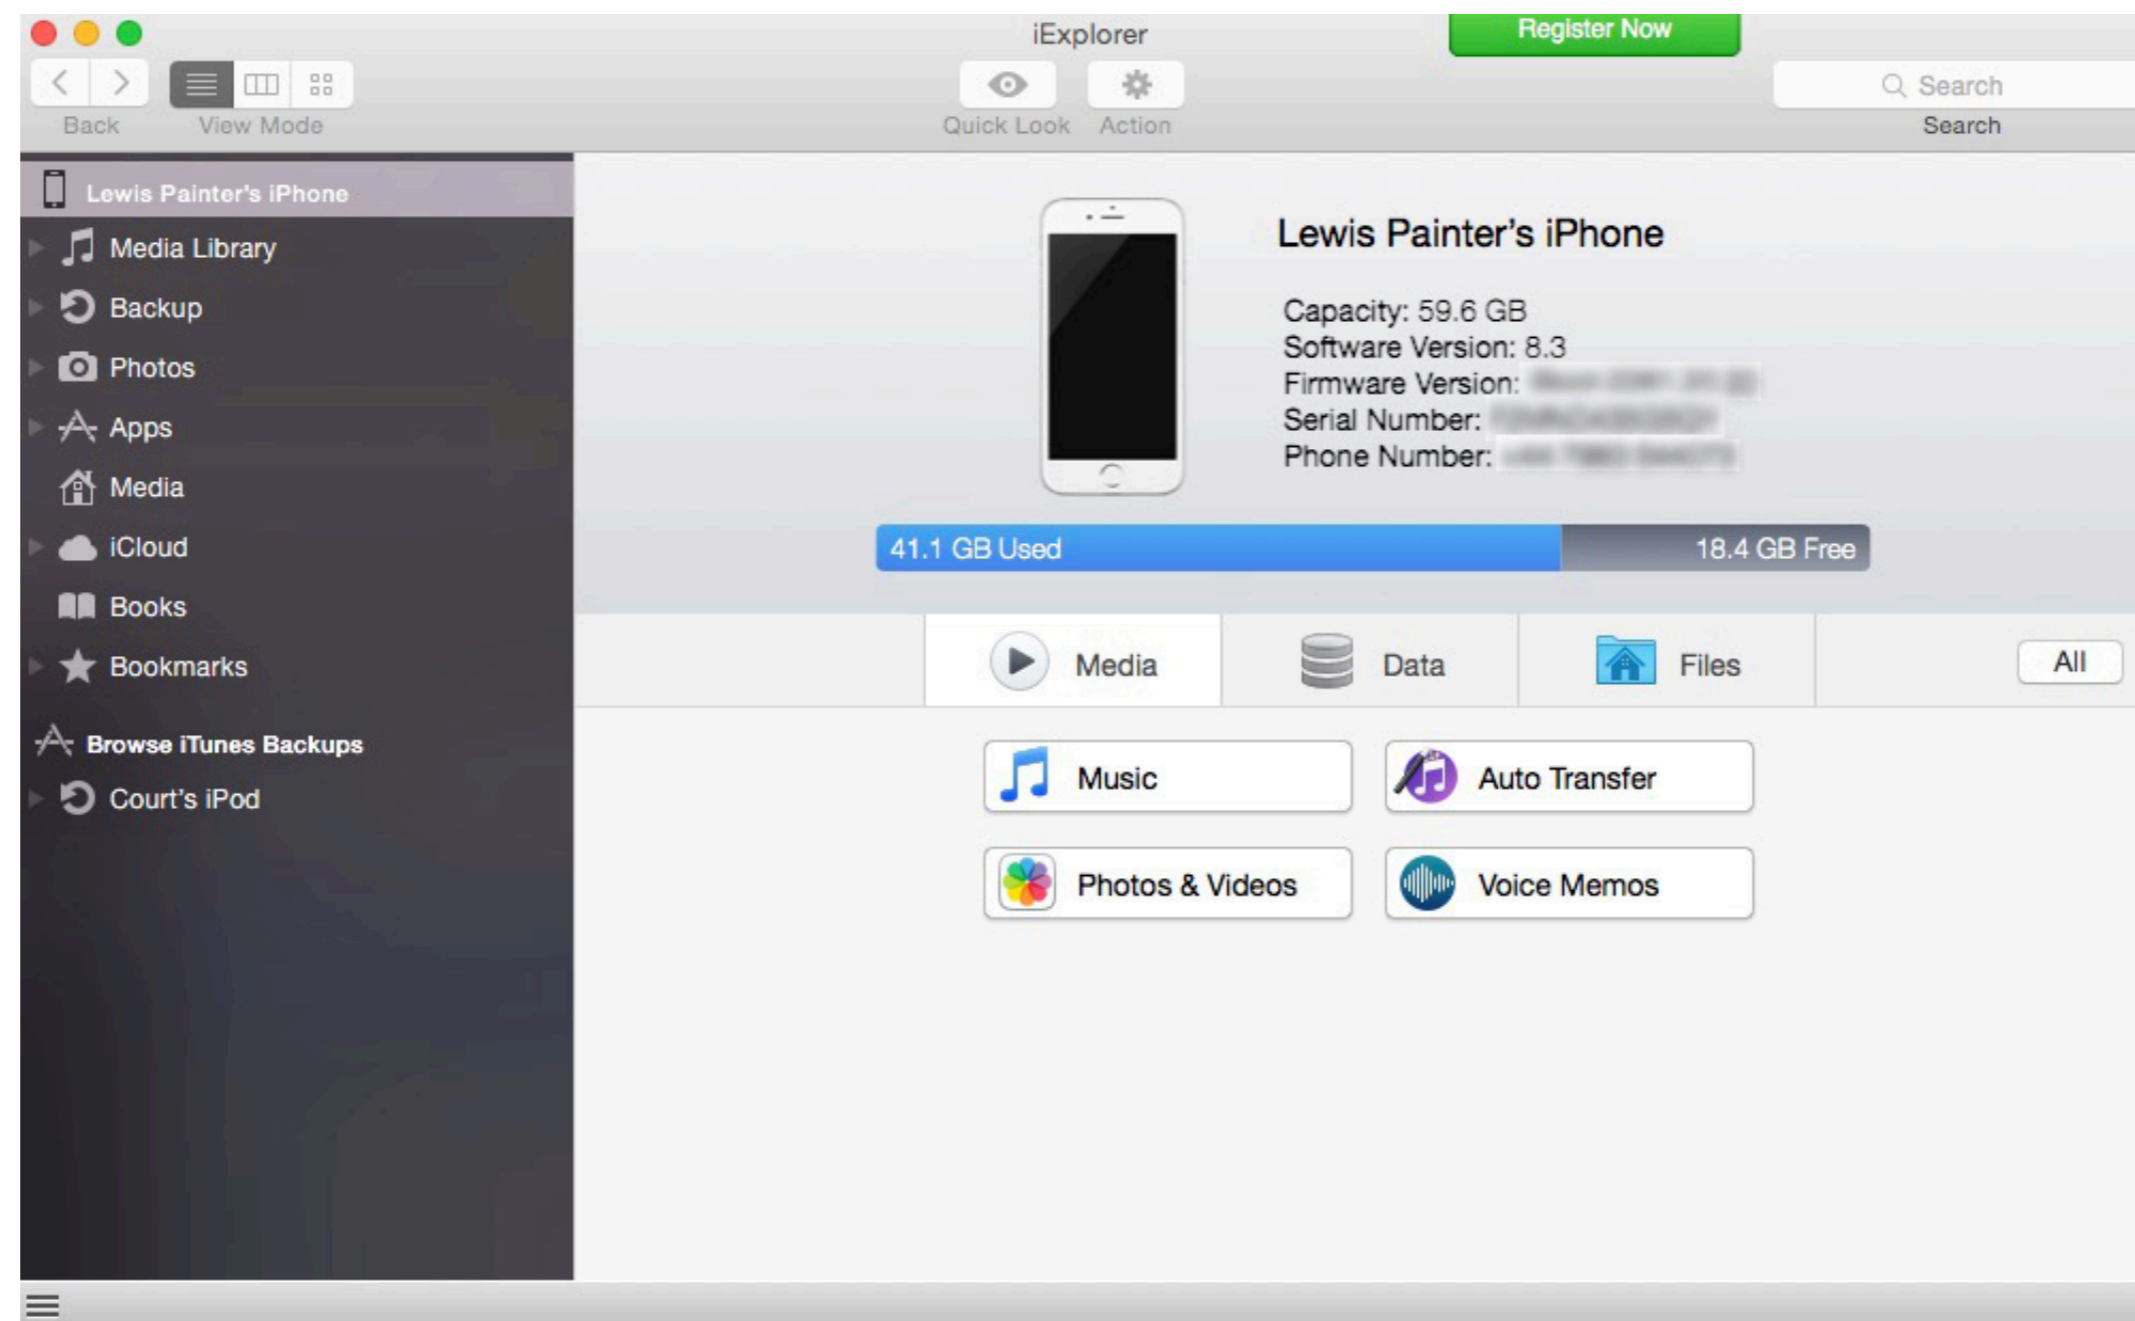 iExplorer
Register Now
Search
Back
View Mode
Quick Look
Action
Search
Lewis Painter's iPhone
Media Library
Backup
Photos
Apps
Media
iCloud
Books
Bookmarks
Browse iTunes Backups
Court's iPod
Lewis Painter's iPhone
Capacity: 59.6 GB
Software Version: 8.3
Firmware Version:
Serial Number:
Phone Number:
41.1 GB Used
18.4 GB Free
Media
Data
Files
All
Music
Auto Transfer
Photos & Videos
Voice Memos